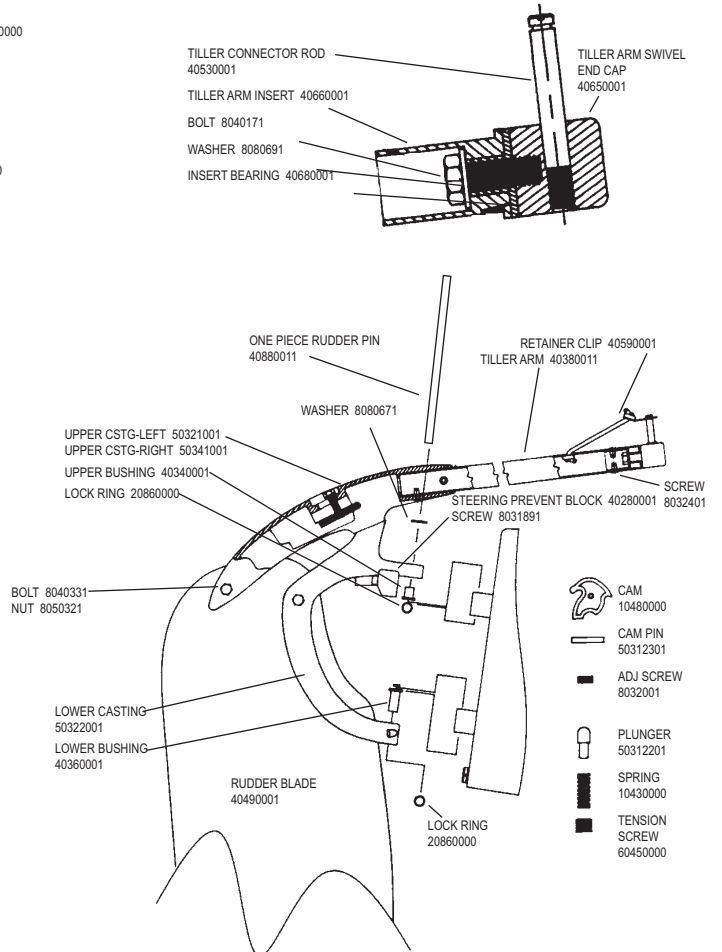 0000
TILLER CONNECTOR ROD
40530001
TILLER ARM SWIVEL
END CAP
40650001
TILLER ARM INSERT 40660001
BOLT 8040171
WASHER 8080691
INSERT BEARING 40680001
0
ONE PIECE RUDDER PIN
40880011
RETAINER CLIP 40590001
TILLER ARM 40380011
WASHER 8080671
UPPER CSTG-LEFT 50321001
UPPER CSTG-RIGHT 50341001
UPPER BUSHING 40340001
LOCK RING 20860000
SCREW
8032401
STEERING PREVENT BLOCK 40280001
SCREW 8031891
BOLT 8040331
NUT 8050321
CAM
10480000
CAM PIN
50312301
ADJ SCREW
8032001
LOWER CASTING
50322001
LOWER BUSHING
40360001
PLUNGER
50312201
RUDDER BLADE
40490001
SPRING
10430000
LOCK RING
20860000
TENSION
SCREW
60450000